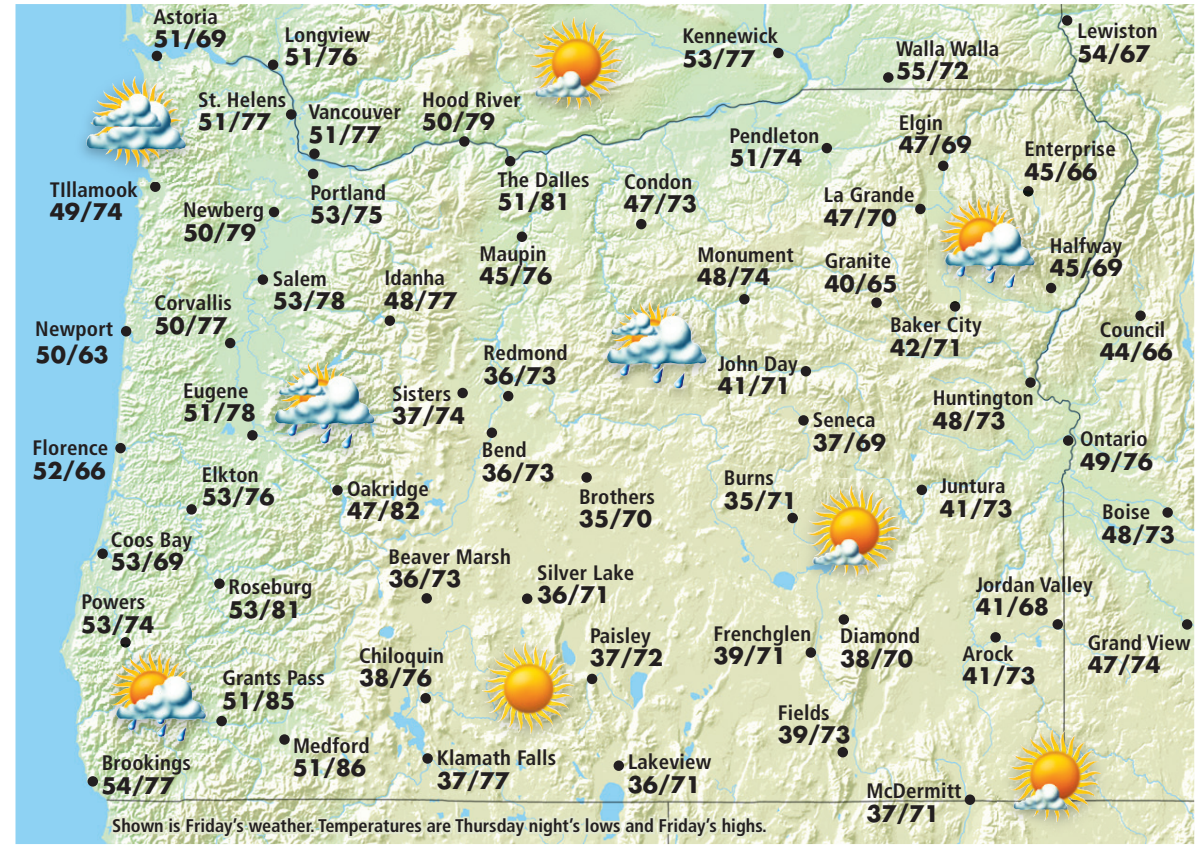 Astoria
51/69
Longview
51/76
Kennewick
53/77
Walla Walla
55/72
Lewiston
54/67
St. Helens
51/77
Vancouver
51/77
Hood River
50/79
Pendleton
51/74
Elgin
47/69
Enterprise
45/66
TIllamook
49/74
Newberg
50/79
Portland
53/75
The Dalles
51/81
Condon
47/73
La Grande
47/70
Maupin
45/76
Monument
48/74
Granite
40/65
Halfway
45/69
Salem
53/78
Idanha
48/77
Corvallis
50/77
Newport
50/63
Baker City
42/71
Council
44/66
Redmond
36/73
John Day
41/71
Eugene
51/78
Sisters
37/74
Huntington
48/73
Seneca
37/69
Florence
52/66
Bend
36/73
Ontario
49/76
Elkton
53/76
Oakridge
47/82
Brothers
35/70
Burns
35/71
Juntura
41/73
Boise
48/73
Coos Bay
53/69
Beaver Marsh
36/73
Silver Lake
36/71
Roseburg
53/81
Jordan Valley
41/68
Powers
53/74
Paisley
37/72
Frenchglen
39/71
Diamond
38/70
Arock
41/73
Grand View
47/74
Chiloquin
38/76
Grants Pass
51/85
Fields
39/73
Medford
51/86
Klamath Falls
37/77
Lakeview
36/71
Brookings
54/77
McDermitt
37/71
Shown is Friday's weather. Temperatures are Thursday night's lows and Friday's highs.